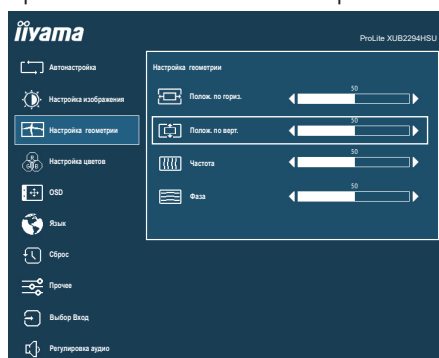 iiyama
ProLite XUB2294HSU
Автонастройка
Настройка изображения
Настройка геометрии
Настройка цветов
OSD
Язык
Сброс
Прочее
Выбор Вход
Регулировка аудио
Настройка геометрии
Полож. по гориз.
50
Полож. по верт.
50
Частота
50
Фаза
50
R
G B